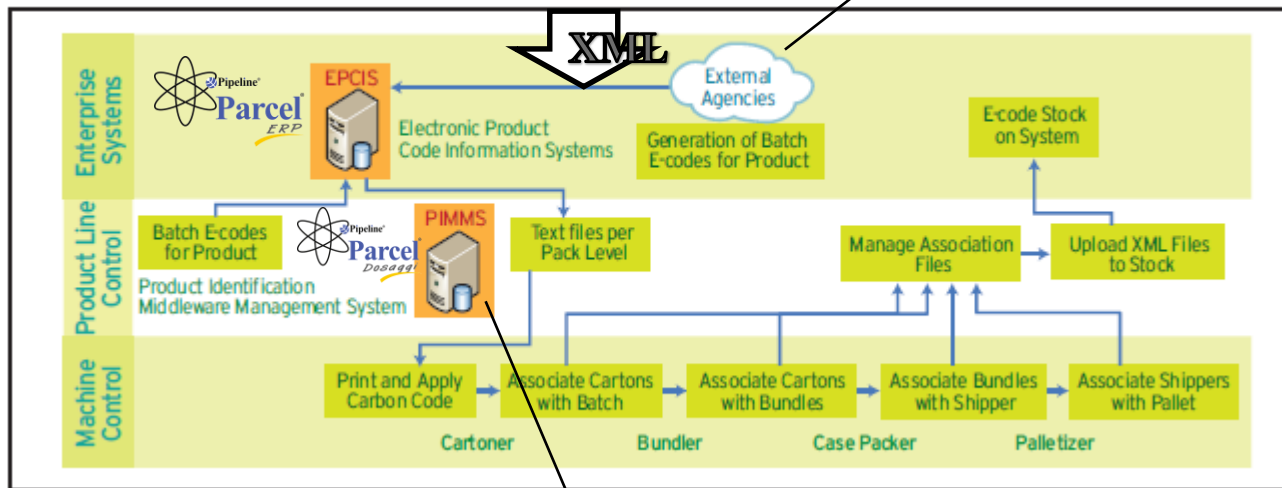 XML
Enterprise
Systems
Pipeline®
Parcel®
ERP
EPCIS
Electronic Product
Code Information Systems
External
Agencies
Generation of Batch
E-codes for Product
E-code Stock
on System
Product Line
Control
Batch E-codes
for Product
Pipeline®
Parcel®
Dosaggi
PIMMS
Product Identification
Middleware Management System
Text files per
Pack Level
Manage Association
Files
Upload XML Files
to Stock
Machine
Control
Print and Apply
Carbon Code
Associate Cartons
with Batch
Associate Cartons
with Bundles
Associate Bundles
with Shipper
Associate Shippers
with Pallet
Cartoner
Bundler
Case Packer
Palletizer